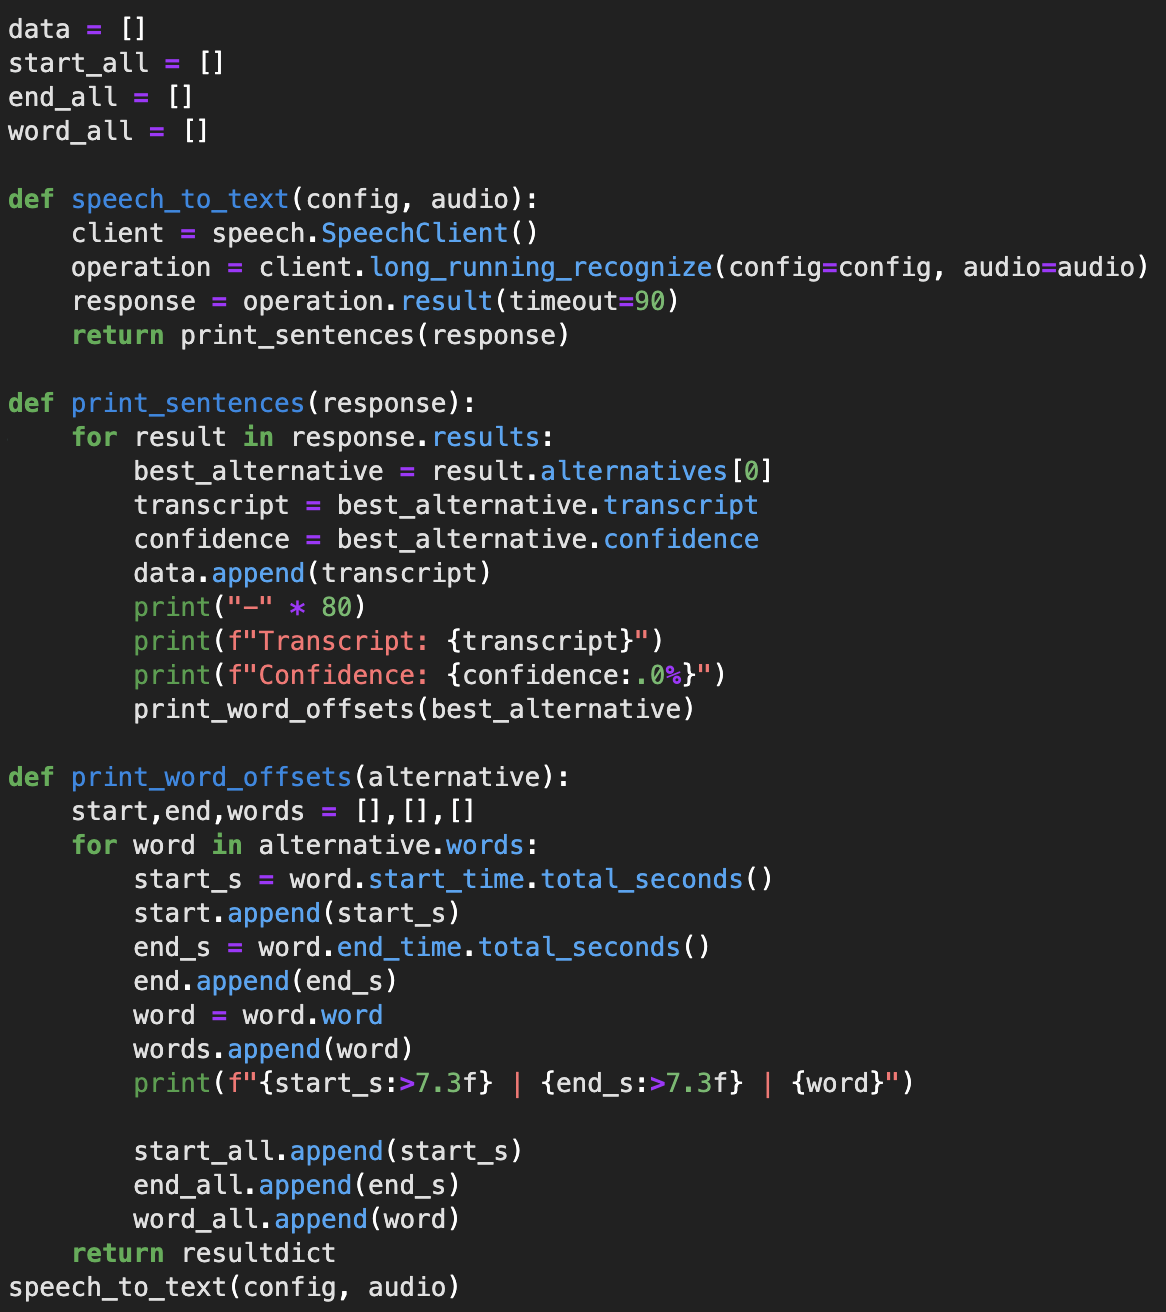 data = []
start_all = []
end_all = []
word_all = []

def speech_to_text(config, audio):
    client = speech.SpeechClient()
    operation = client.long_running_recognize(config=config, audio=audio)
    response = operation.result(timeout=90)
    return print_sentences(response)

def print_sentences(response):
    for result in response.results:
        best_alternative = result.alternatives[0]
        transcript = best_alternative.transcript
        confidence = best_alternative.confidence
        data.append(transcript)
        print("-" * 80)
        print(f"Transcript: {transcript}")
        print(f"Confidence: {confidence:.0%}")
        print_word_offsets(best_alternative)

def print_word_offsets(alternative):
    start,end,words = [],[],[]
    for word in alternative.words:
        start_s = word.start_time.total_seconds()
        start.append(start_s)
        end_s = word.end_time.total_seconds()
        end.append(end_s)
        word = word.word
        words.append(word)
        print(f"{start_s:>7.3f} | {end_s:>7.3f} | {word}")

        start_all.append(start_s)
        end_all.append(end_s)
        word_all.append(word)
    return resultdict
speech_to_text(config, audio)